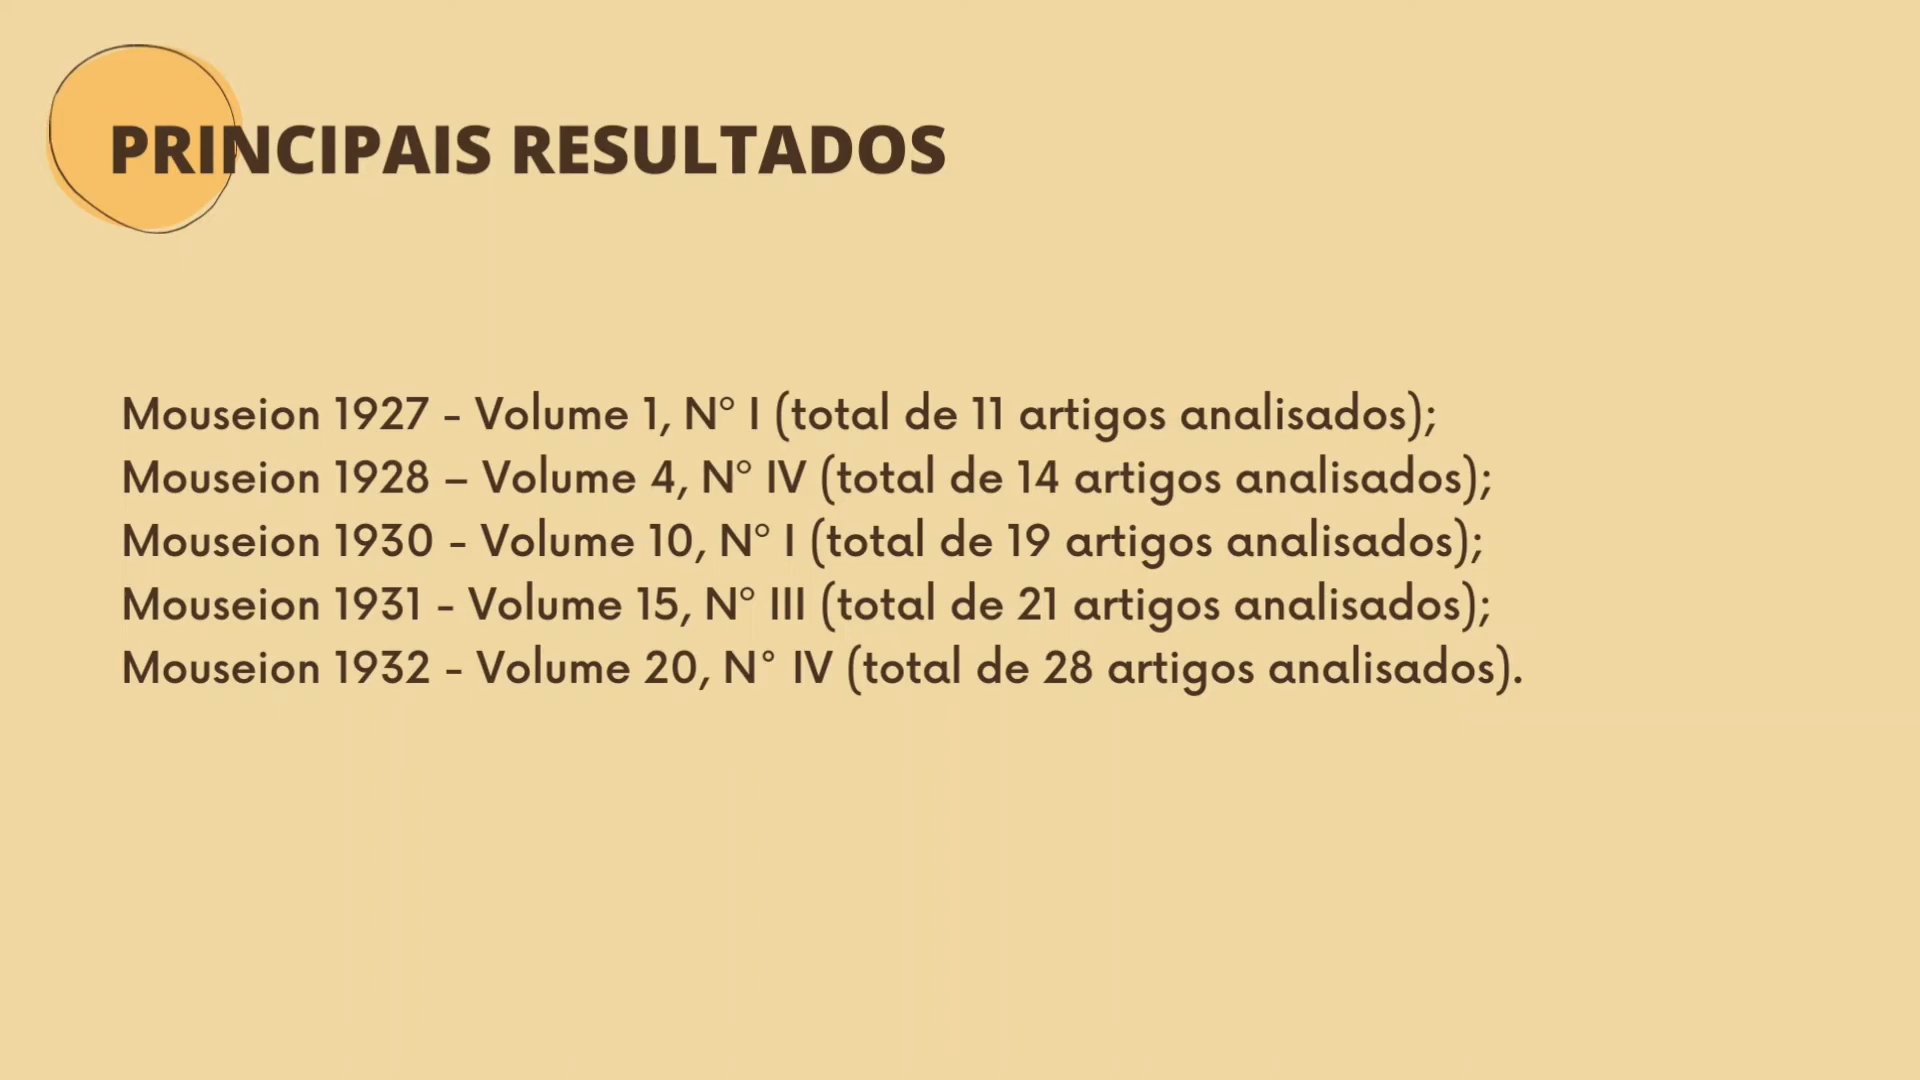 PRINCIPAIS RESULTADOS
Mouseion 1927 - Volume 1, N° I (total de 11 artigos analisados);
Mouseion 1928 – Volume 4, N° IV (total de 14 artigos analisados);
Mouseion 1930 - Volume 10, N° I (total de 19 artigos analisados);
Mouseion 1931 - Volume 15, N° III (total de 21 artigos analisados);
Mouseion 1932 - Volume 20, N° IV (total de 28 artigos analisados).